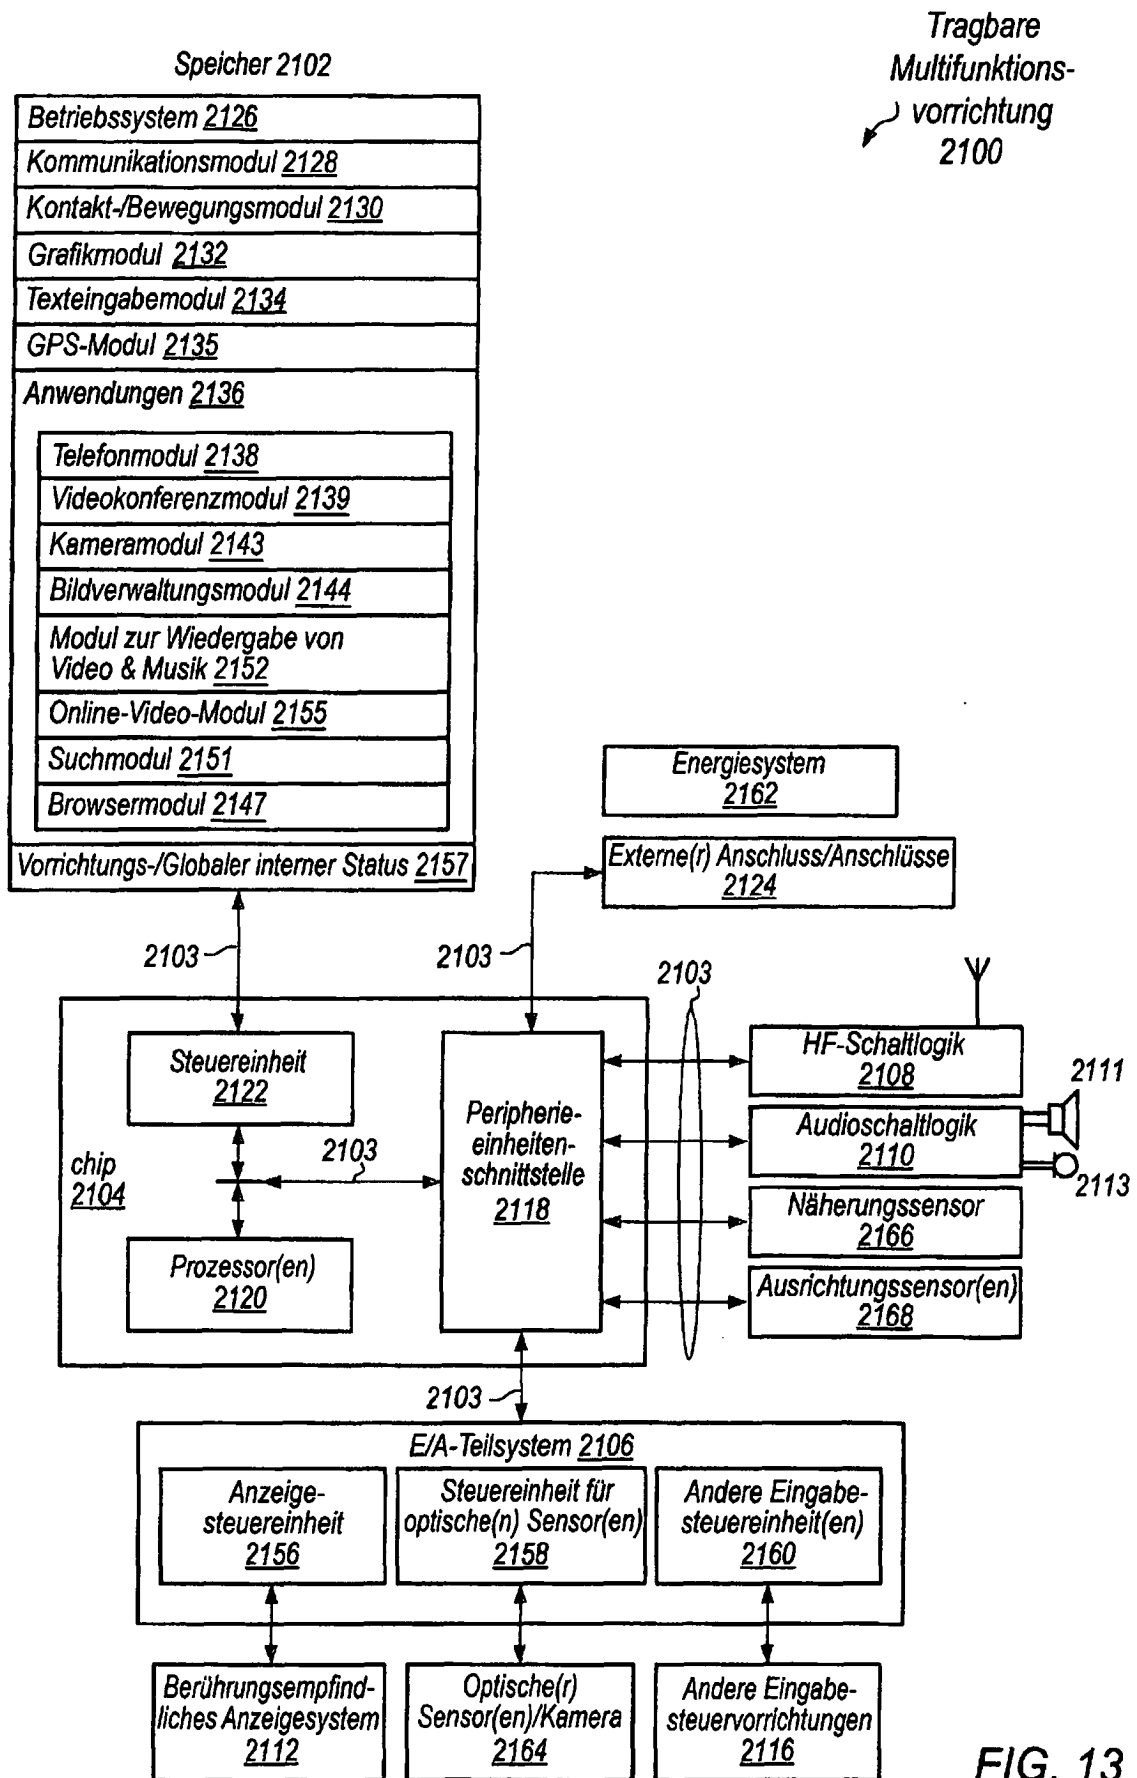 Tragbare
Multifunktions-
vorrichtung
2100
Speicher 2102
Betriebssystem 2126
Kommunikationsmodul 2128
Kontakt-/Bewegungsmodul 2130
Grafikmodul 2132
Texteingabemodul 2134
GPS-Modul 2135
Anwendungen 2136
Telefonmodul 2138
Videokonferenzmodul 2139
Kameramodul 2143
Bildverwaltungsmodul 2144
Modul zur Wiedergabe von
Video & Musik 2152
Online-Video-Modul 2155
Suchmodul 2151
Browsermodul 2147
Vorrichtungs-/Globaler interner Status 2157
Energiesystem
2162
Externe(r) Anschluss/Anschlüsse
2124
2103
2103
2103
Steuereinheit
2122
chip
2104
2103
Prozessor(en)
2120
Peripherie-
einheiten-
schnittstelle
2118
HF-Schaltlogik
2108
2111
Audioschaltlogik
2110
2113
Näherungssensor
2166
Ausrichtungssensor(en)
2168
2103
E/A-Teilsystem 2106
Anzeige-
steuereinheit
2156
Steuereinheit für
optische(n) Sensor(en)
2158
Andere Eingabe-
steuereinheit(en)
2160
Berührungsempfind-
liches Anzeigesystem
2112
Optische(r)
Sensor(en)/Kamera
2164
Andere Eingabe-
steuervorrichtungen
2116
FIG. 13